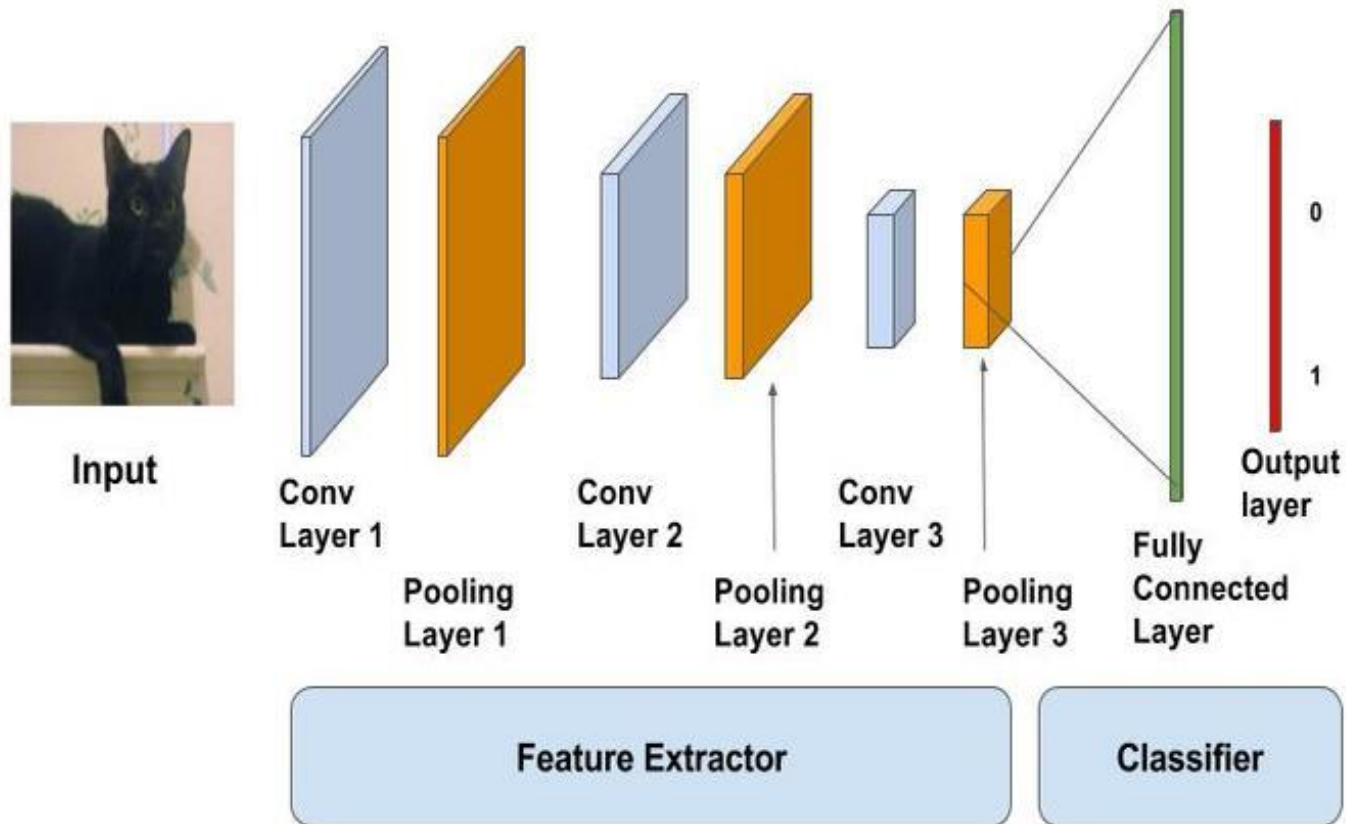 Input
Conv
Layer 1
Pooling
Layer 1
Conv
Layer 2
Pooling
Layer 2
Conv
Layer 3
Pooling
Layer 3
Fully
Connected
Layer
0
1
Output
layer
Feature Extractor
Classifier